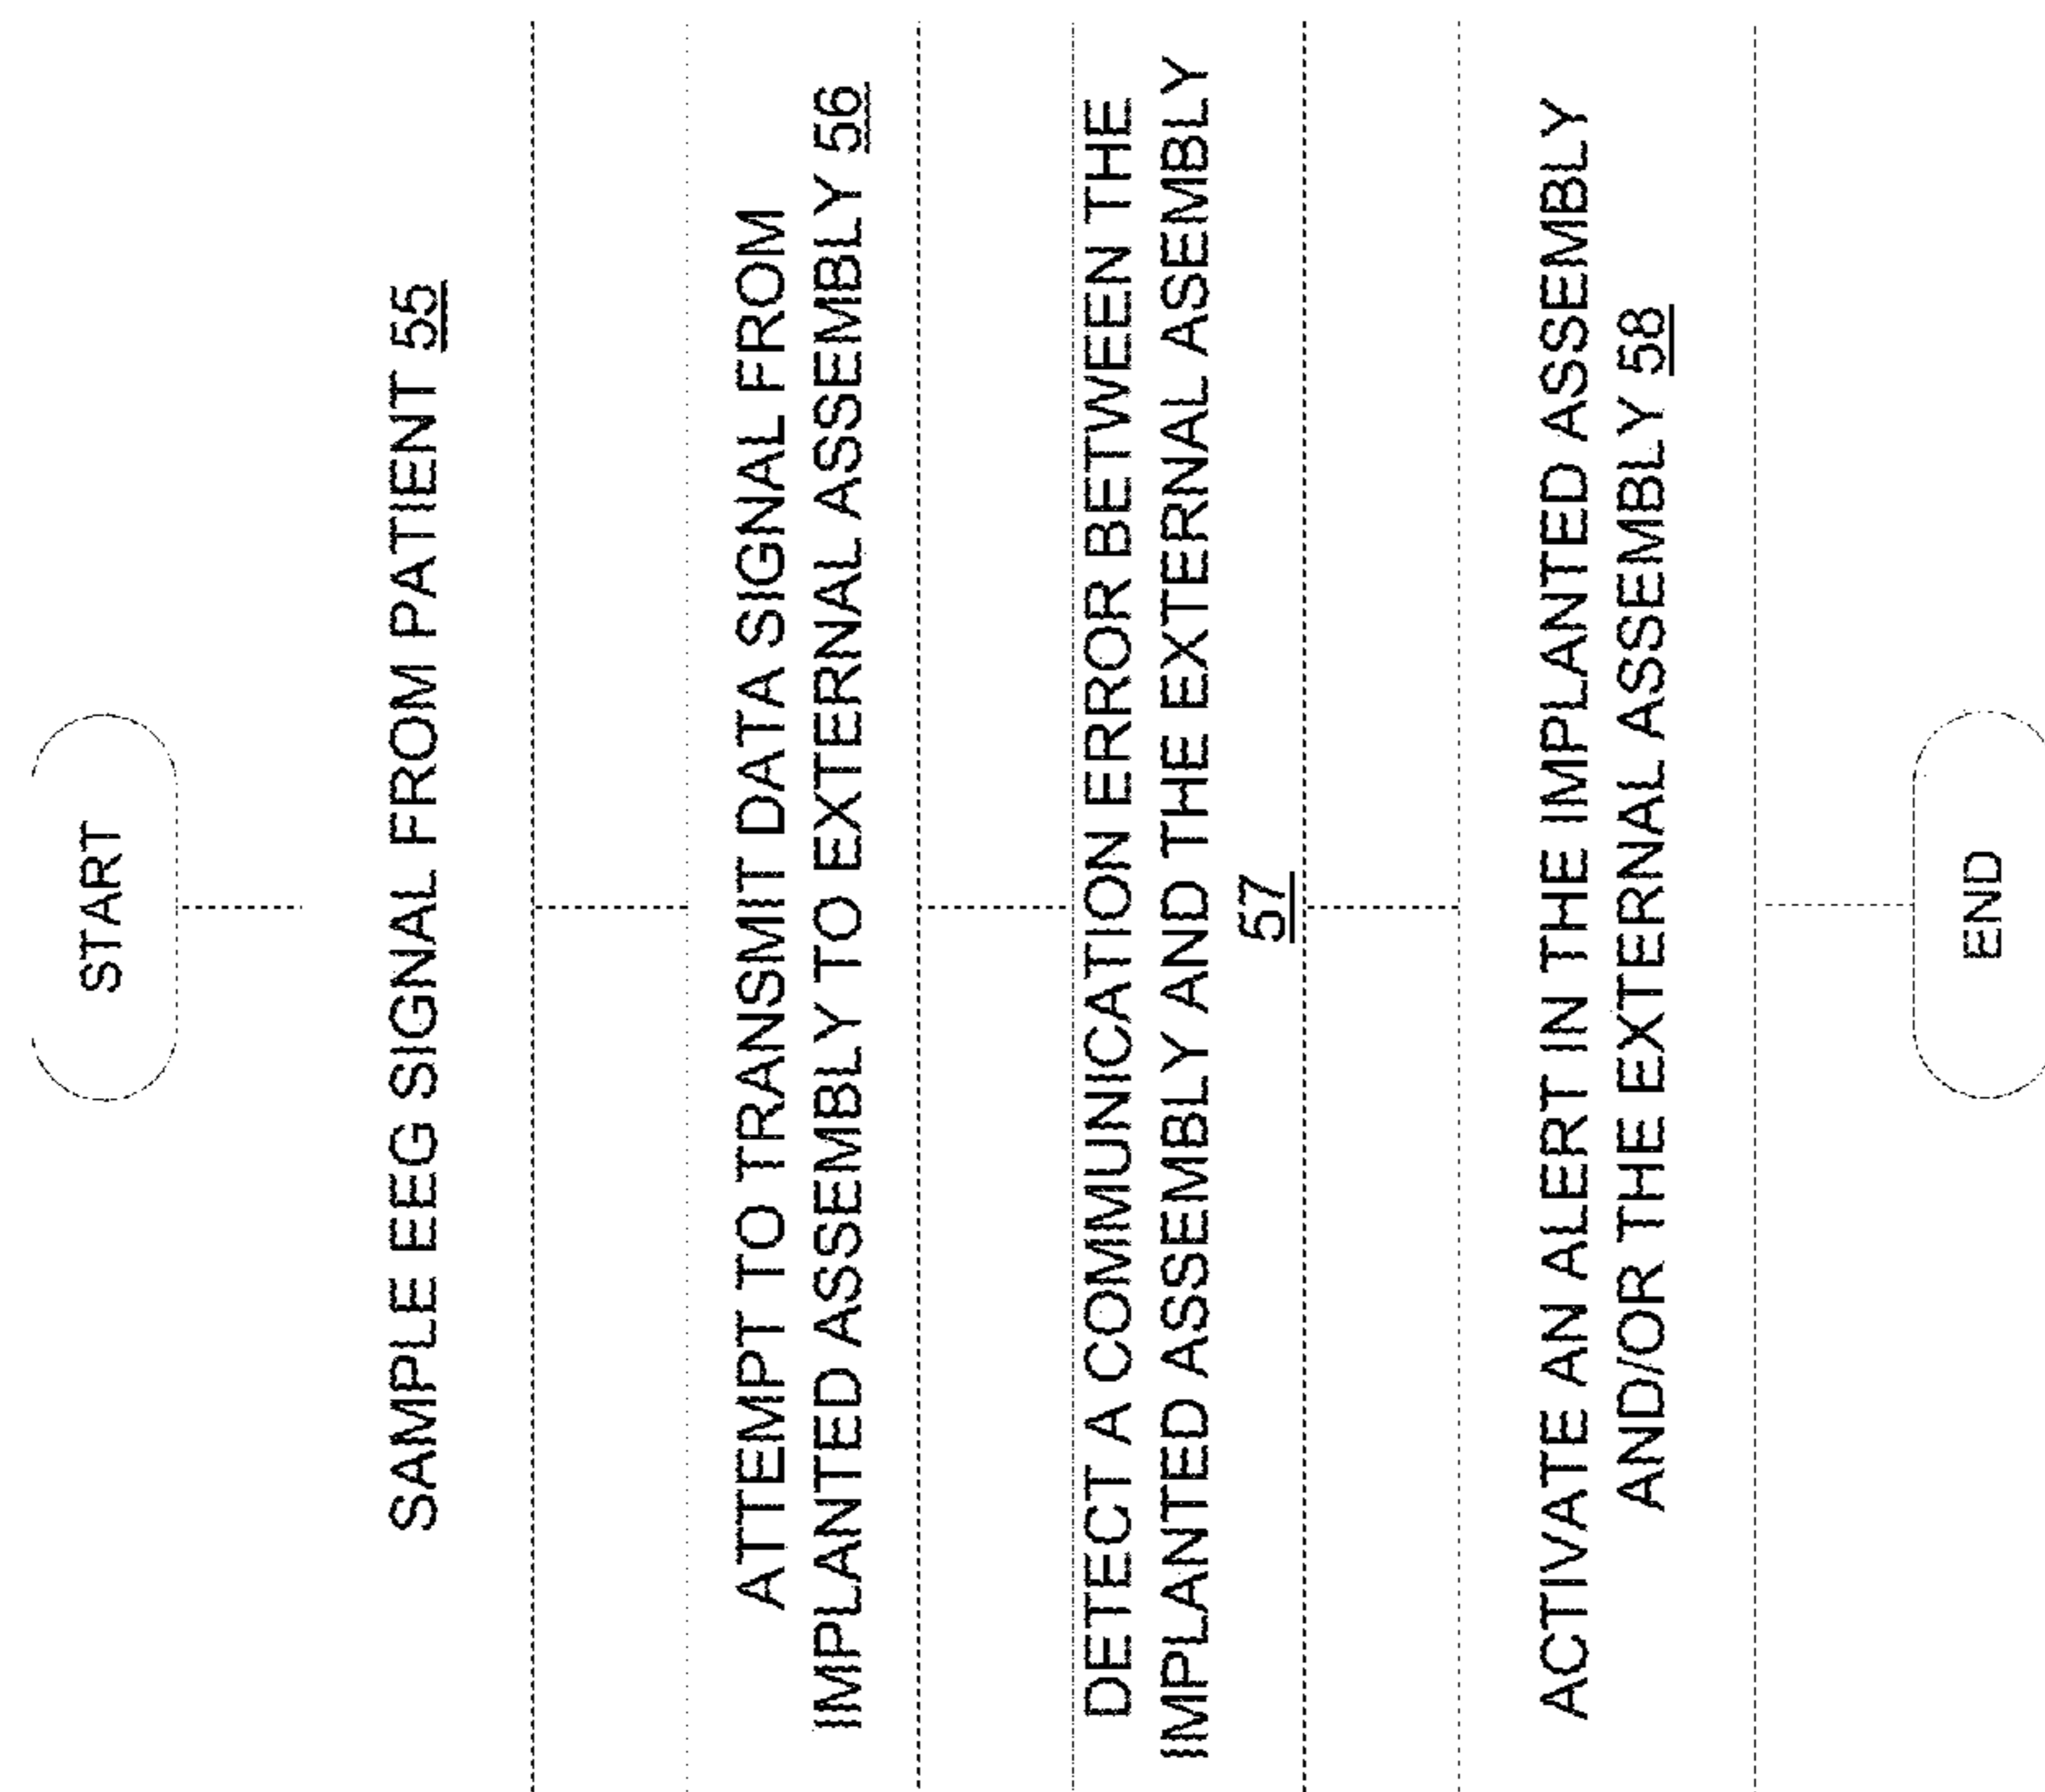 START
SAMPLE EEG SIGNAL FROM PATIENT 55
ATTEMPT TO TRANSMIT DATA SIGNAL FROM
IMPLANTED ASSEMBLY TO EXTERNAL ASSEMBLY 56
DETECT A COMMUNICATION ERROR BETWEEN THE
IMPLANTED ASSEMBLY AND THE EXTERNAL ASEMBLY
57
ACTIVATE AN ALERT IN THE IMPLANTED ASSEMBLY
AND/OR THE EXTERNAL ASSEMBLY 58
END